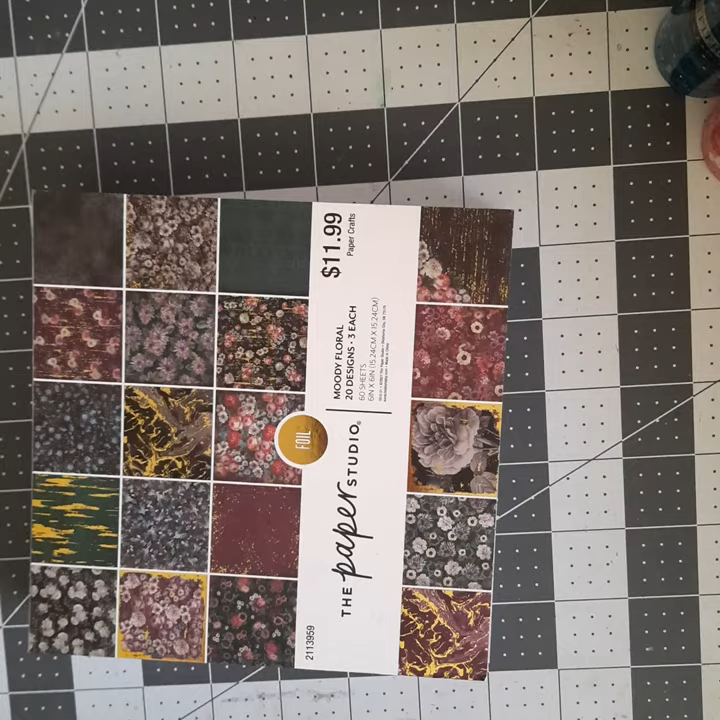 $11.99
Paper Crafts
MOODY FLORAL
20 DESIGNS • 3 EACH
60 SHEETS
6IN X 6IN (15.24CM X 15.24CM)
FOIL
THE paper STUDIO®
2113959